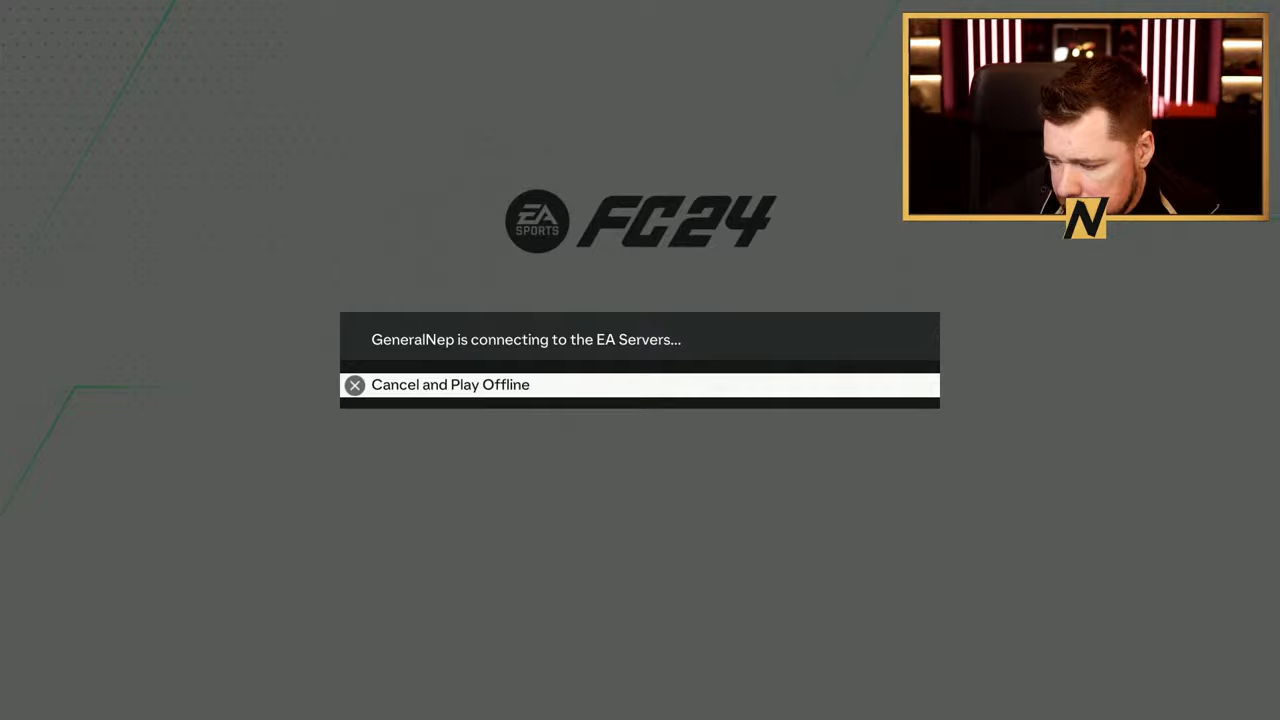 EA
SPORTS
FC24
GeneralNep is connecting to the EA Servers...
Cancel and Play Offline
N